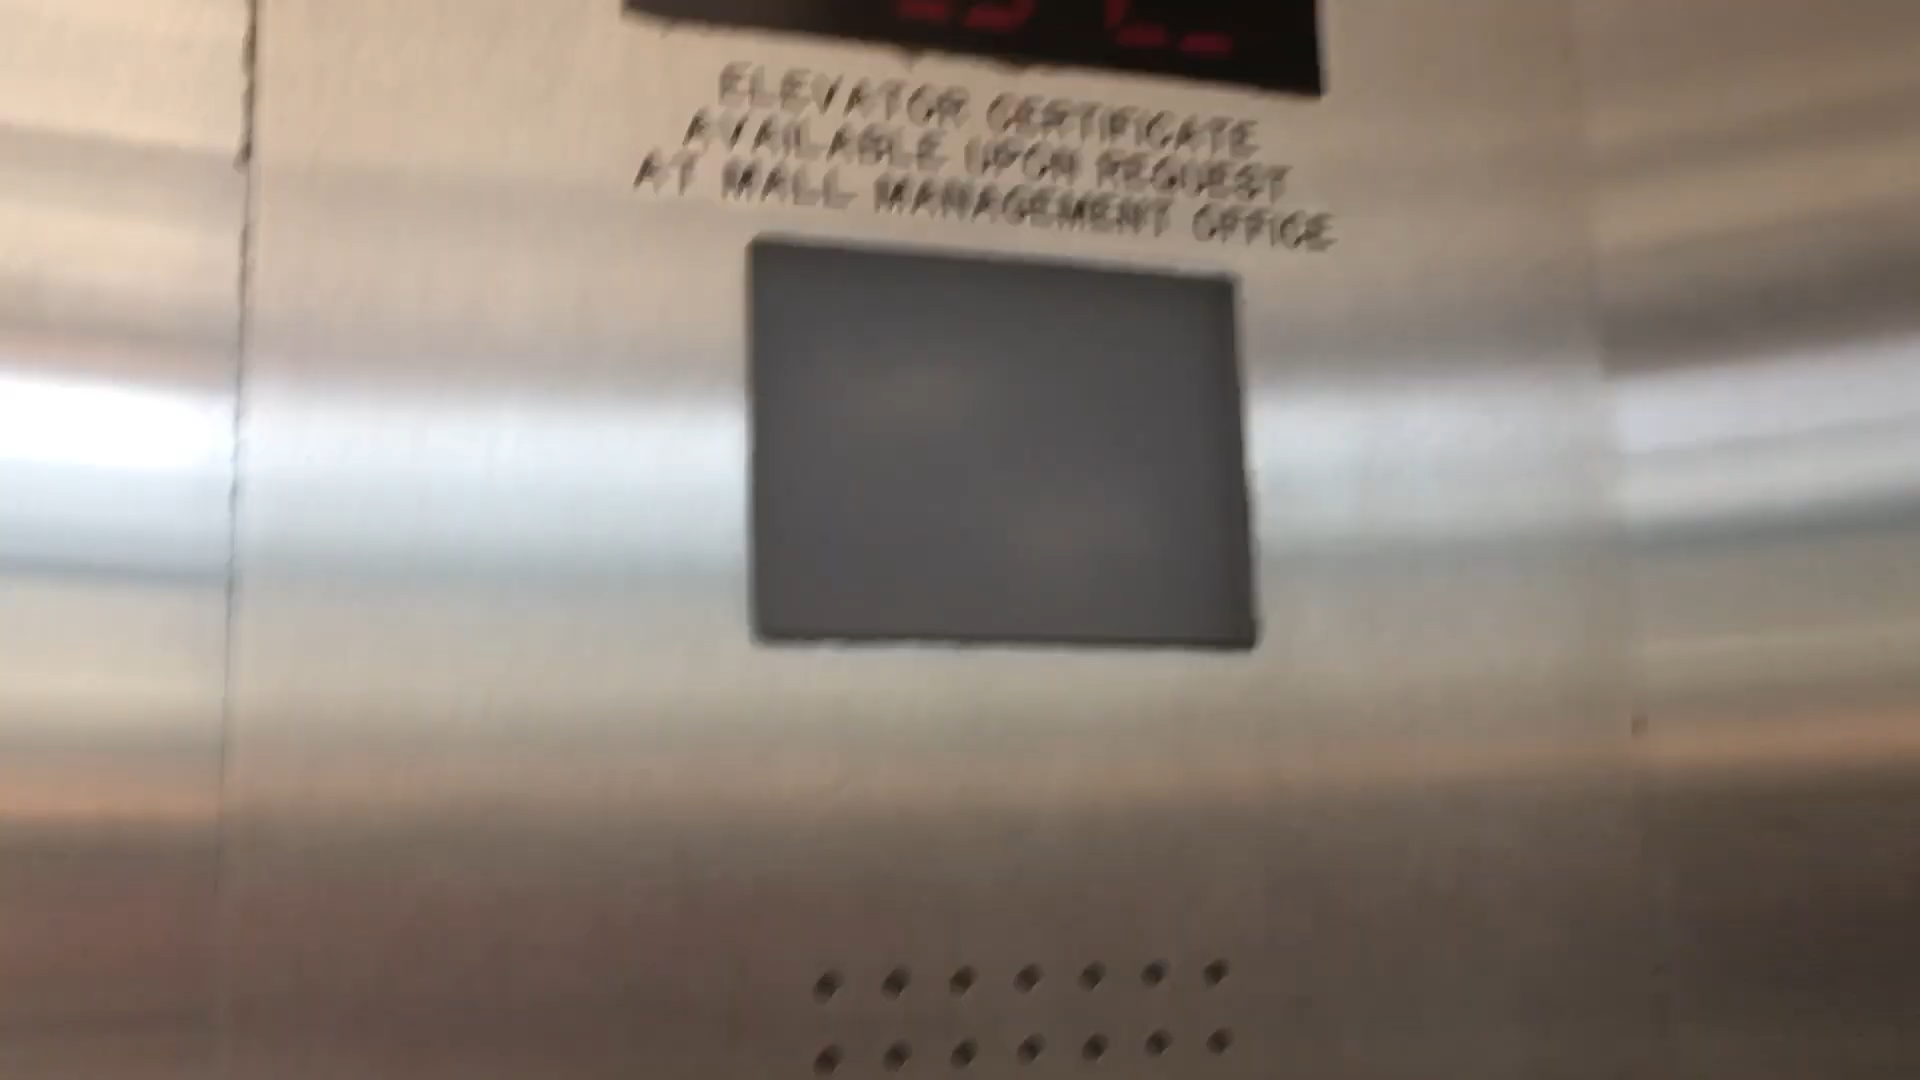 ELEVATOR CERTIFICATE
AVAILABLE UPON REQUEST
AT MALL MANAGEMENT OFFICE